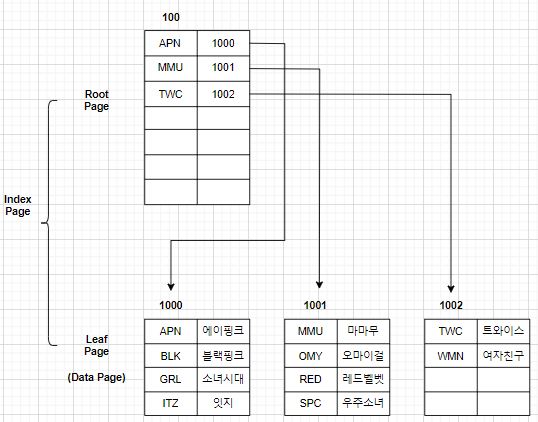 100
APN 1000
MMU 1001
TWC 1002
Root
Page
Index
Page
1000
1001
1002
Leaf
Page
(Data Page)
APN 에이핑크
BLK 블랙핑크
GRL 소녀시대
ITZ 잇지
MMU 마마무
OMY 오마이걸
RED 레드벨벳
SPC 우주소녀
TWC 트와이스
WMN 여자친구